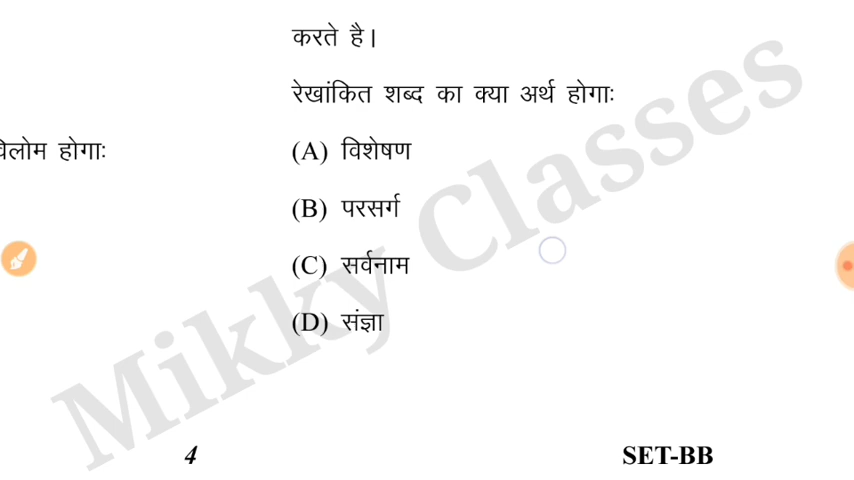 करते है।
रेखांकित शब्द का क्या अर्थ होगाः
विलोम होगाः
(A) विशेषण
(B) परसर्ग
(C) सर्वनाम
(D) संज्ञा
Mikky Classes
4
SET-BB